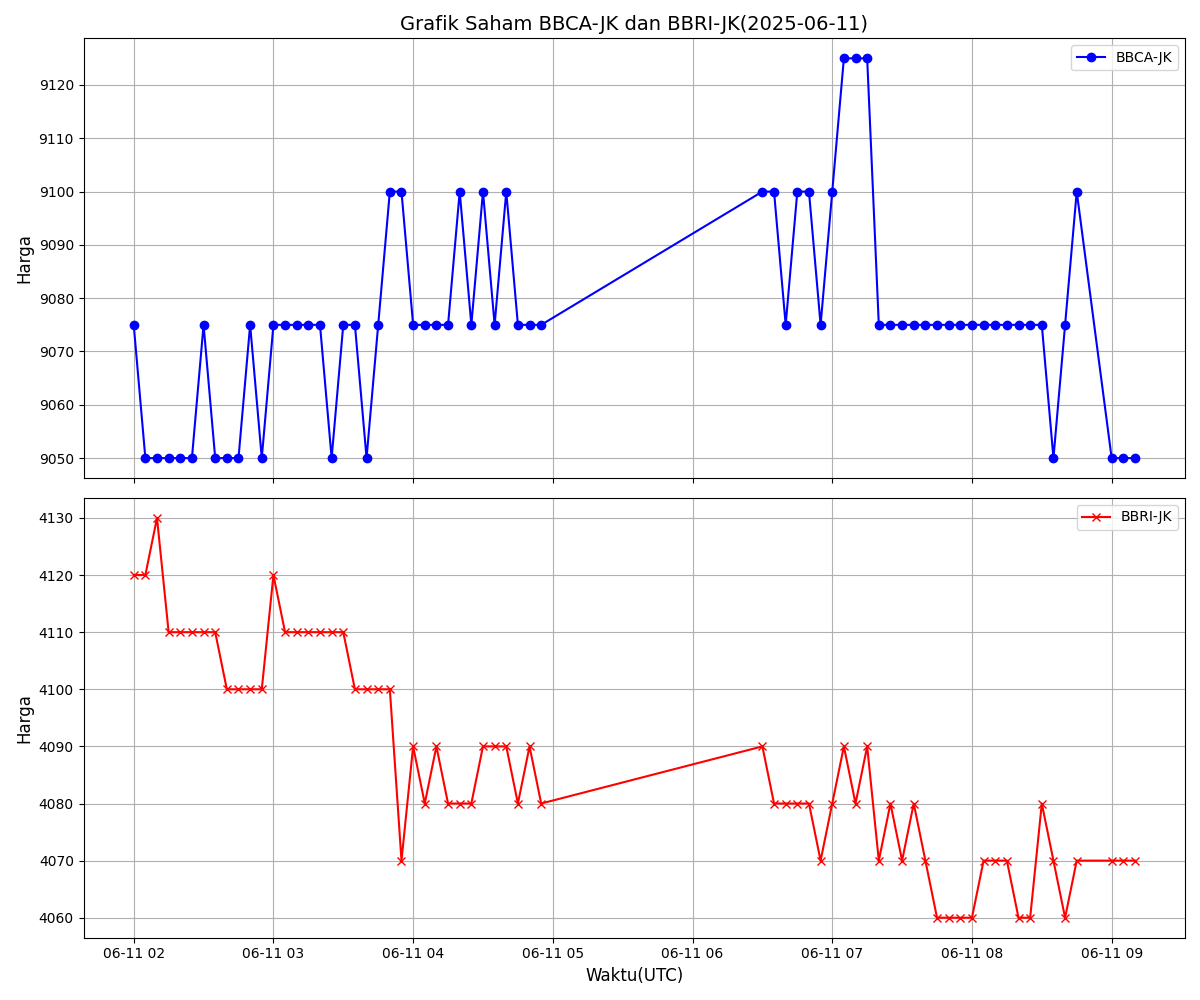 Grafik Saham BBCA-JK dan BBRI-JK(2025-06-11)
BBCA-JK
9120
9110
9100
9090
9080
9070
9060
9050
Harga
BBRI-JK
4130
4120
4110
4100
4090
4080
4070
4060
Harga
06-11 02 06-11 03 06-11 04 06-11 05 06-11 06 06-11 07 06-11 08 06-11 09
Waktu(UTC)